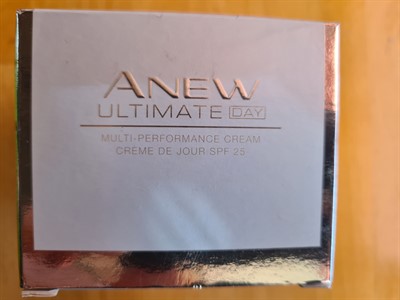 ANEW
ULTIMATE DAY
MULTI-PERFORMANCE CREAM
CRÈME DE JOUR SPF 25